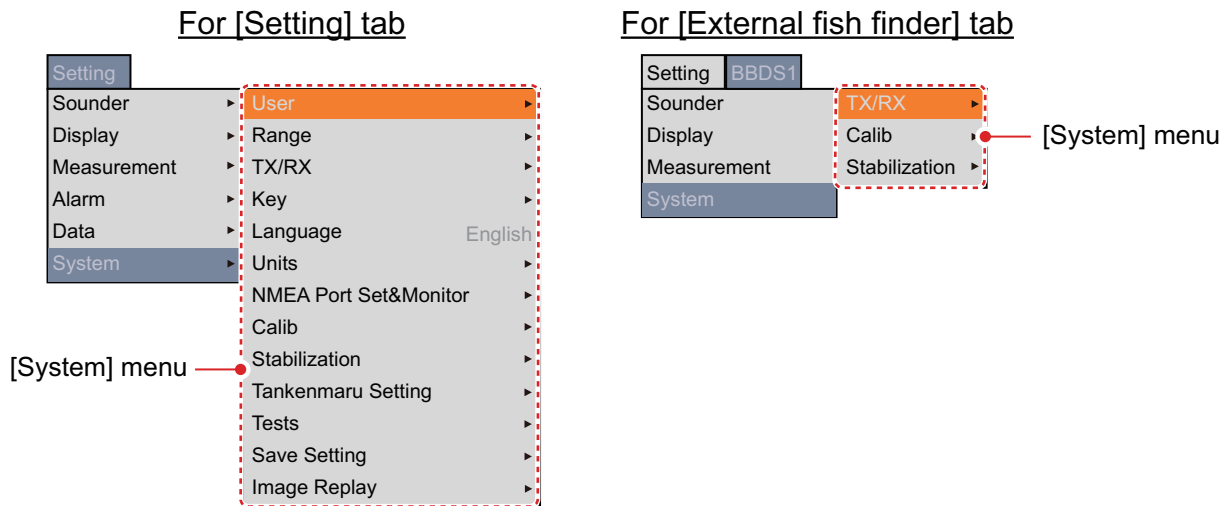 For [Setting] tab
Setting
Sounder
Display
Measurement
Alarm
Data
System
User
Range
TX/RX
Key
Language English
Units
NMEA Port Set&Monitor
Calib
Stabilization
Tankenmaru Setting
Tests
Save Setting
Image Replay
[System] menu
For [External fish finder] tab
Setting BBDS1
Sounder
Display
Measurement
System
TX/RX
Calib
Stabilization
[System] menu